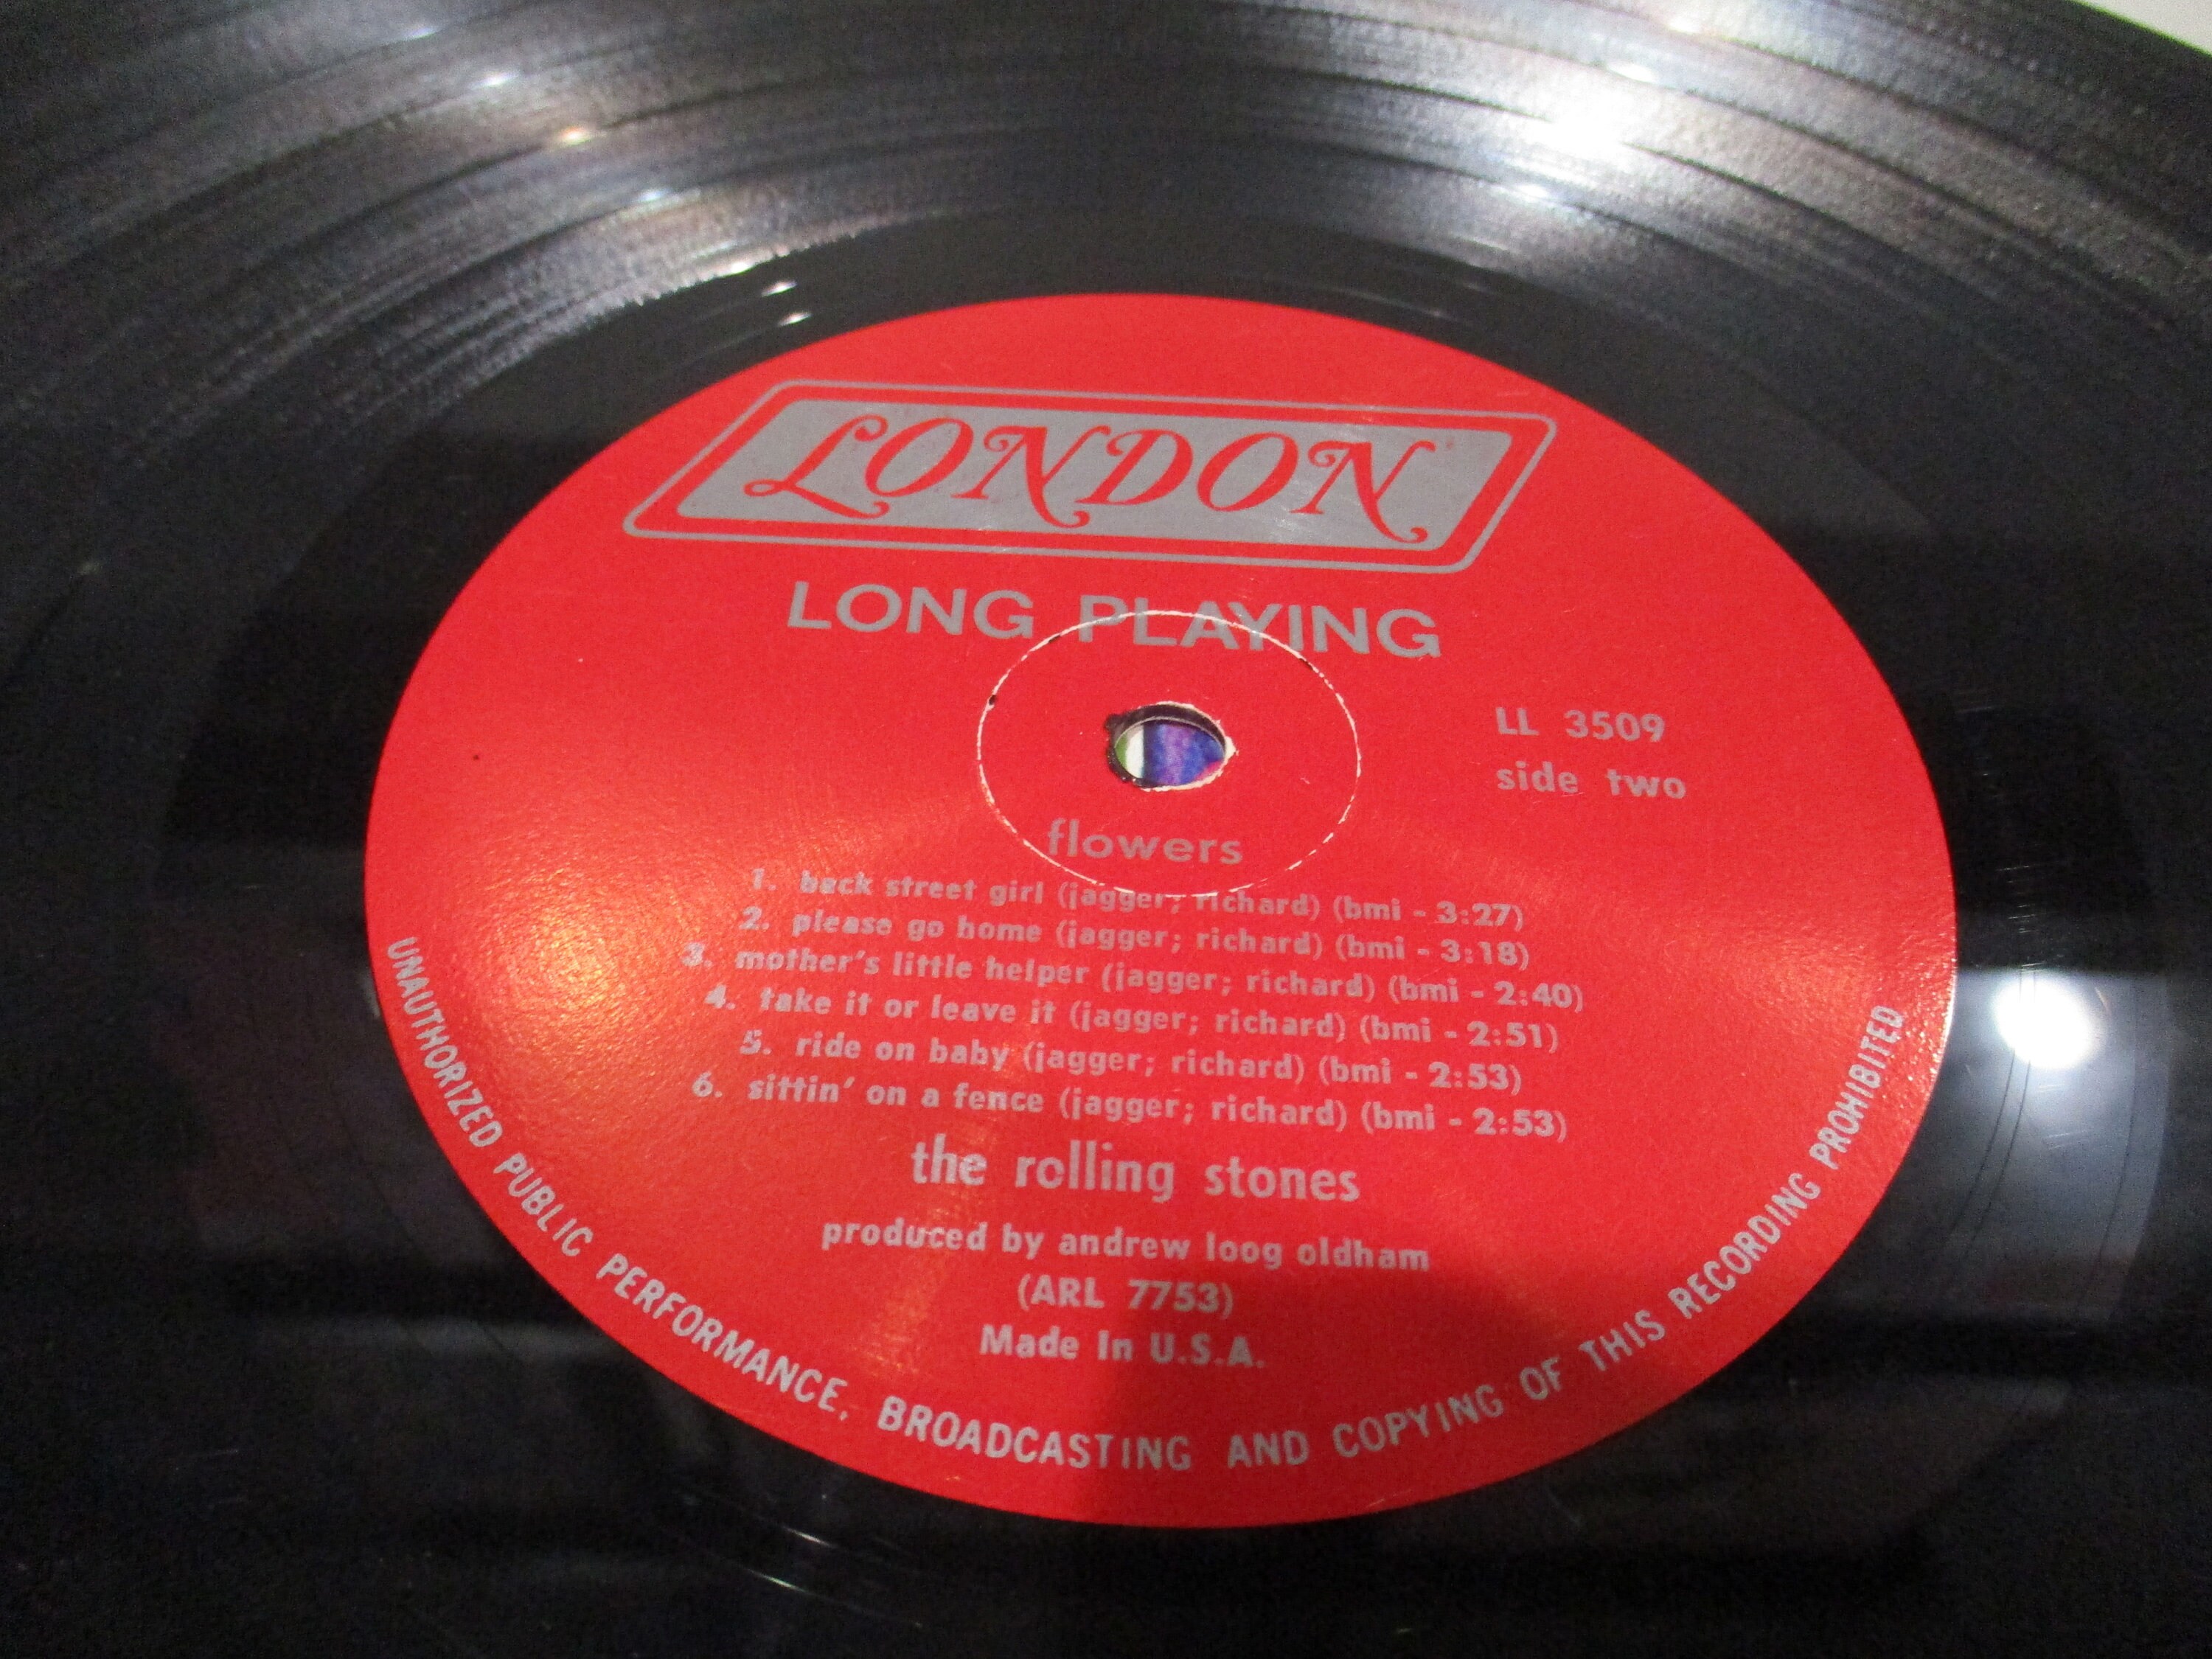 LONDON
LONG PLAYING
LL 3509
side two
flowers
1. back street girl (jagger; richard) (bmi - 3:27)
2. please go home (jagger; richard) (bmi - 3:18)
3. mother's little helper (jagger; richard) (bmi - 2:40)
4. take it or leave it (jagger; richard) (bmi - 2:51)
5. ride on baby (jagger; richard) (bmi - 2:53)
6. sittin' on a fence (jagger; richard) (bmi - 2:53)
the rolling stones
produced by andrew loog oldham
(ARL 7753)
Made In U.S.A.
UNAUTHORIZED PUBLIC PERFORMANCE, BROADCASTING AND COPYING OF THIS RECORDING PROHIBITED